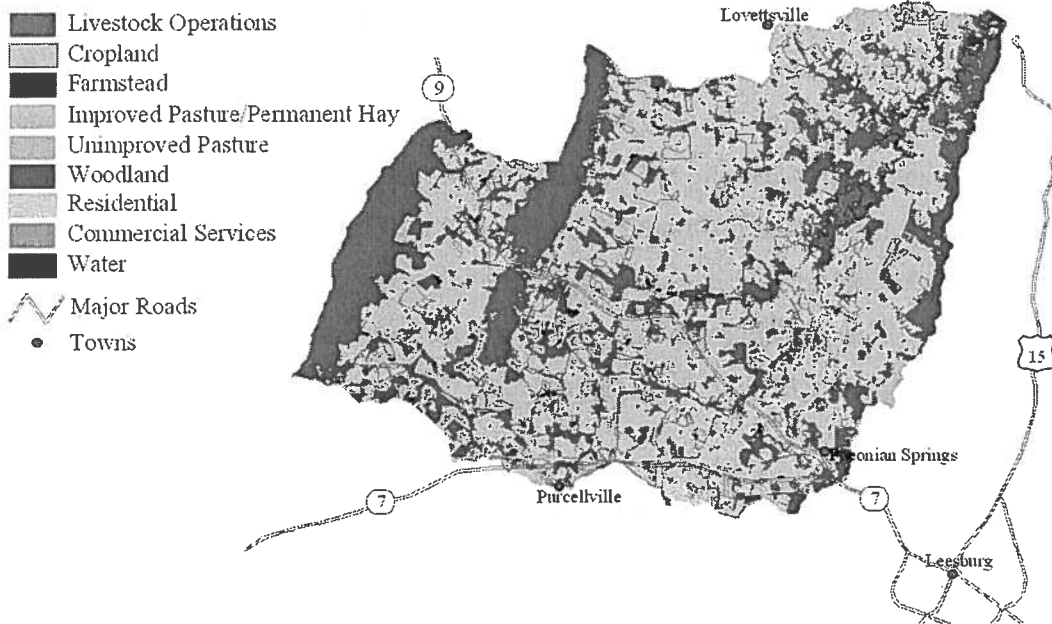 Livestock Operations
Cropland
Farmstead
Improved Pasture/Permanent Hay
Unimproved Pasture
Woodland
Residential
Commercial Services
Water
Major Roads
Towns
Lovettsville
9
15
Paeonian Springs
Purcellville
7
7
Leesburg